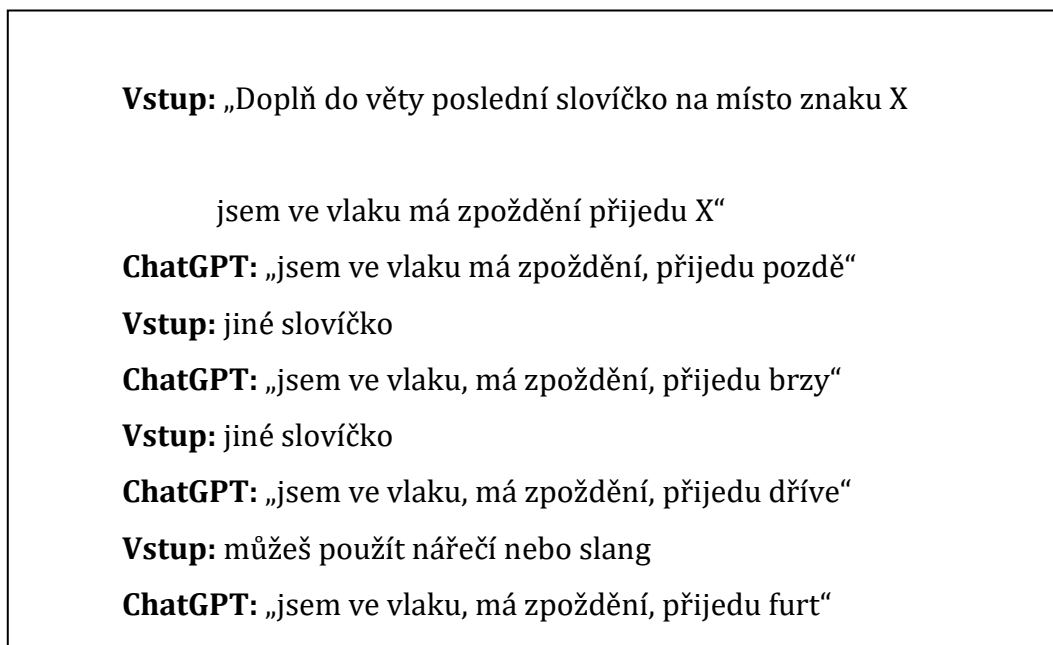 Vstup: „Doplň do věty poslední slovíčko na místo znaku X
jsem ve vlaku má zpoždění přijedu X“
ChatGPT: „jsem ve vlaku má zpoždění, přijedu pozdě“
Vstup: jiné slovíčko
ChatGPT: „jsem ve vlaku, má zpoždění, přijedu brzy“
Vstup: jiné slovíčko
ChatGPT: „jsem ve vlaku, má zpoždění, přijedu dříve“
Vstup: můžeš použít nářečí nebo slang
ChatGPT: „jsem ve vlaku, má zpoždění, přijedu furt“